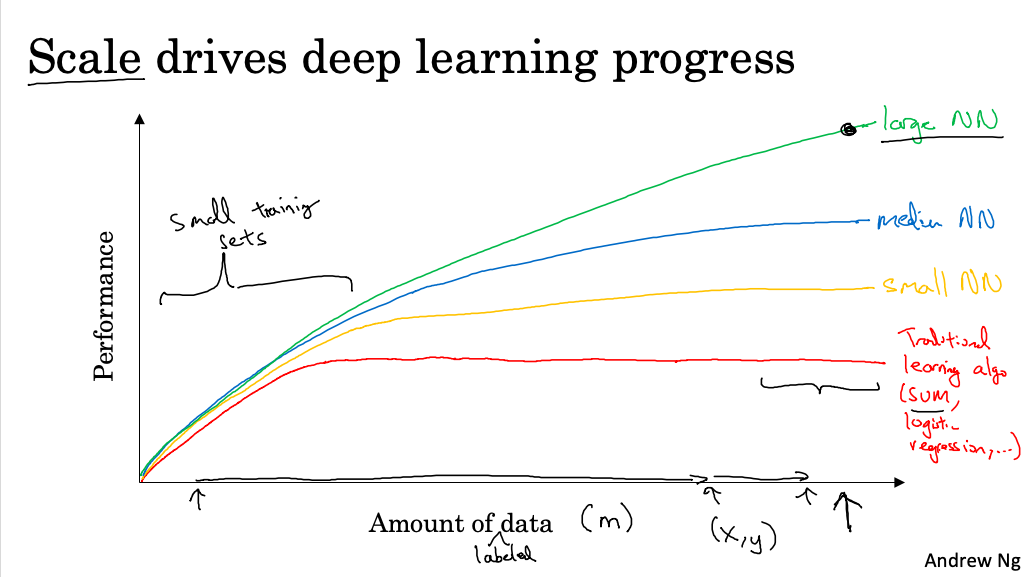 Scale drives deep learning progress
large NN
small training
sets
medium NN
small NN
Traditional
learning algo
(SVM,
logistic
regression,...)
Performance
Amount of data (m)
labeled
(x,y)
Andrew Ng